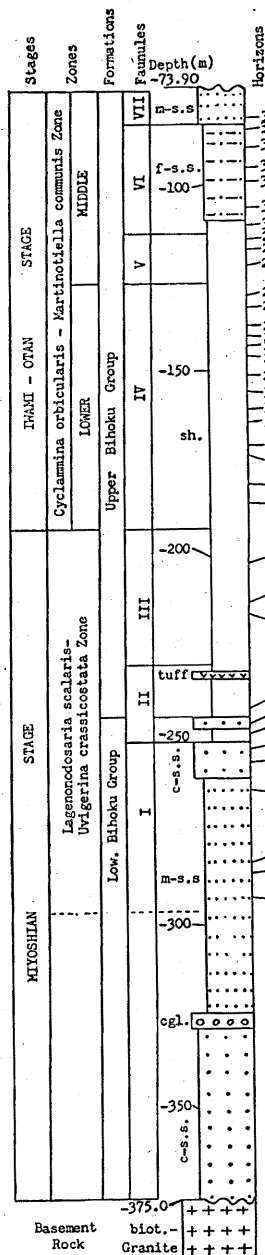 Stages
Zones
Formations
Faunules
Depth(m)
Horizons
-73.90
IWAMI - OTAN STAGE
Cyclammina orbicularis - Martinotiella communis Zone
MIDDLE
LOWER
Upper Bihoku Group
VII
m-s.s
VI
f-s.s.
-100
V
IV
-150
sh.
-200
MIYOSHIAN STAGE
Lagenonodosaria scalaris-
Uvigerina crassicostata Zone
Low. Bihoku Group
III
tuff
II
-250
I
c-s.s.
m-s.s
-300
cgl.
-350
c-s.s.
-375.0
Basement
Rock
biot.-
Granite